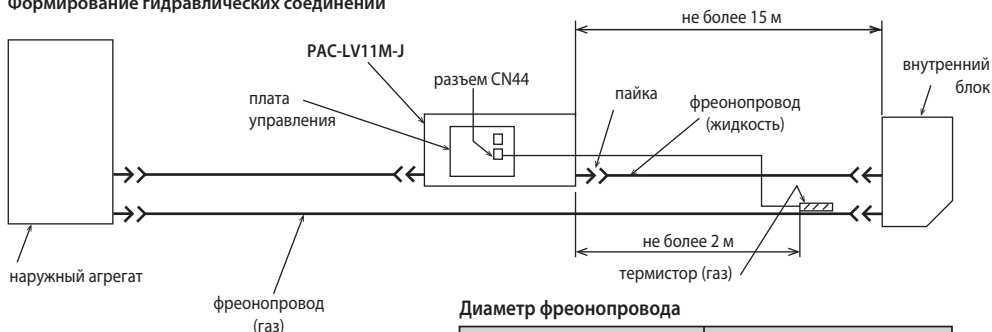 Формирование гидравлических соединений
не более 15 м
PAC-LV11M-J
разъем CN44
внутренний
блок
плата
управления
пайка
фреонопровод
(жидкость)
не более 2 м
наружный агрегат
термистор (газ)
фреонопровод
(газ)
Диаметр фреонопровода